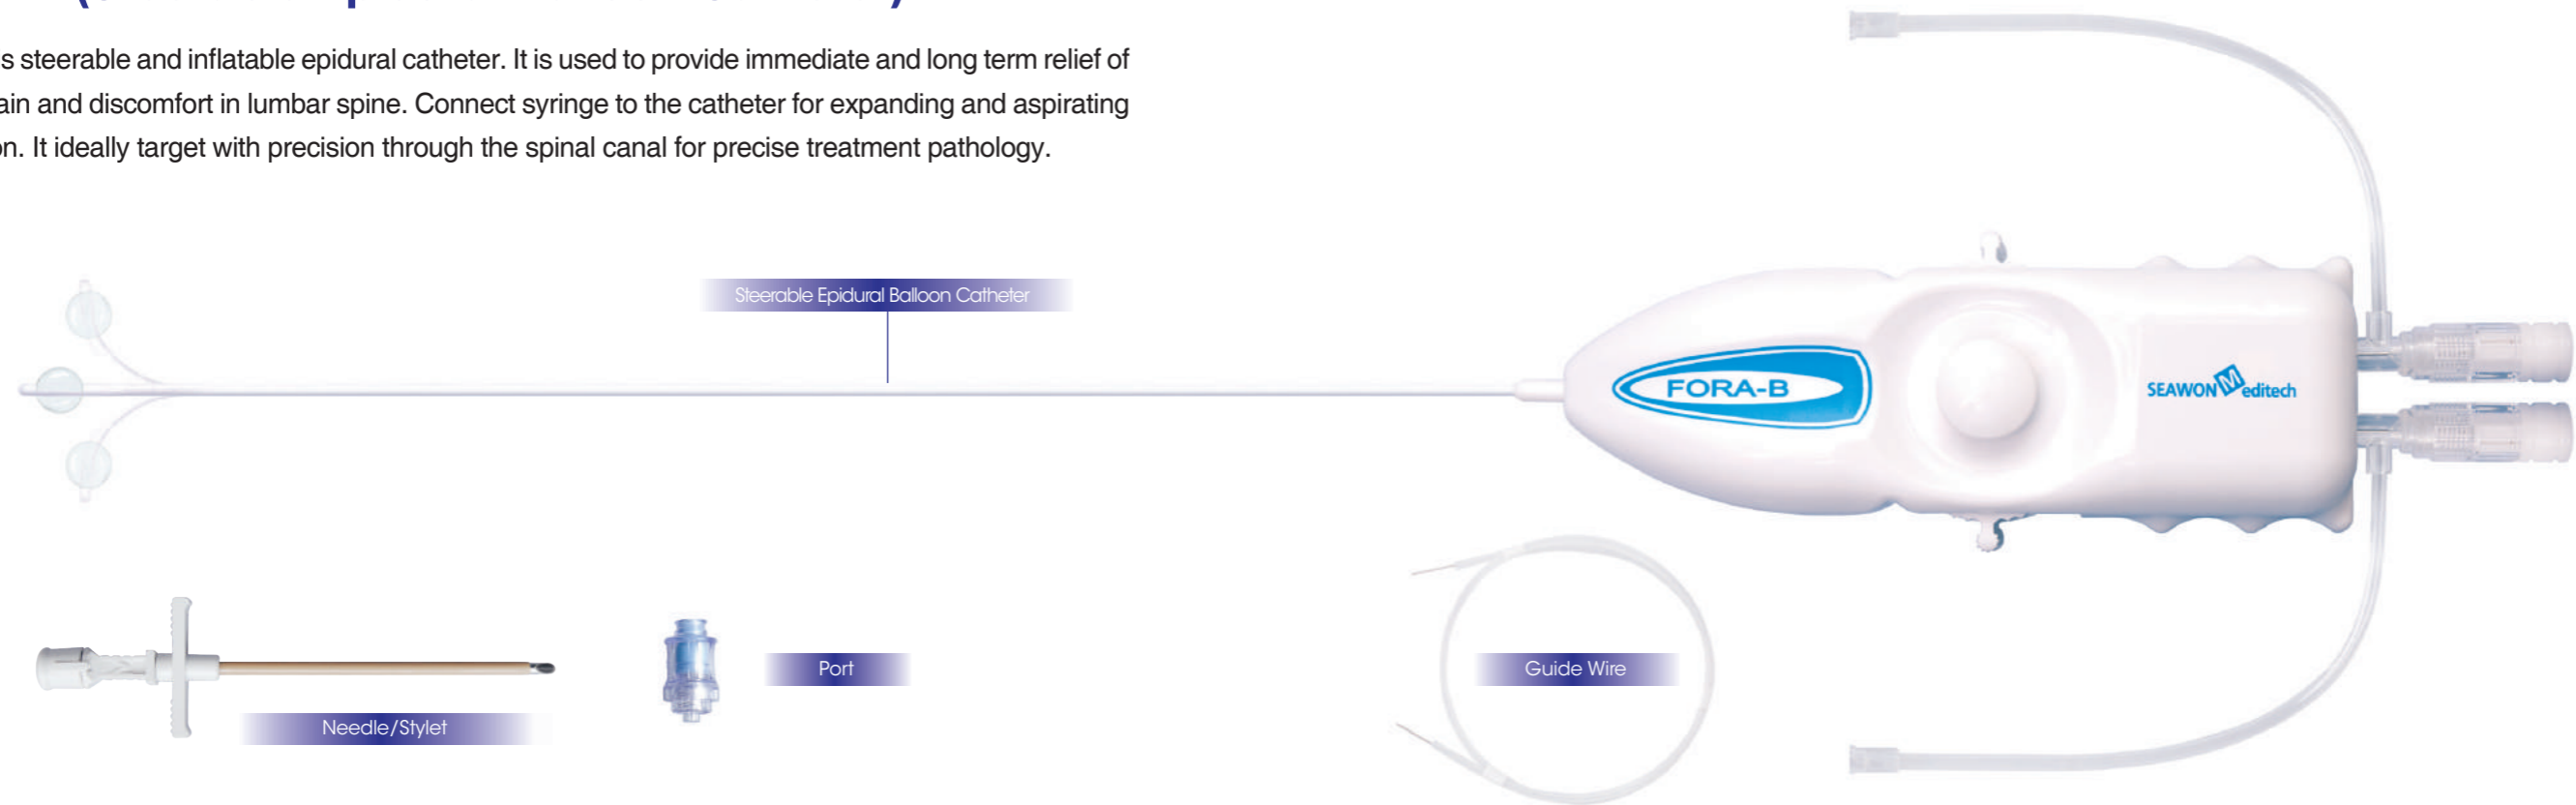 s steerable and inflatable epidural catheter. It is used to provide immediate and long term relief of
ain and discomfort in lumbar spine. Connect syringe to the catheter for expanding and aspirating
on. It ideally target with precision through the spinal canal for precise treatment pathology.
Steerable Epidural Balloon Catheter
FORA-B
SEAWON Meditech
Port
Guide Wire
Needle/Stylet